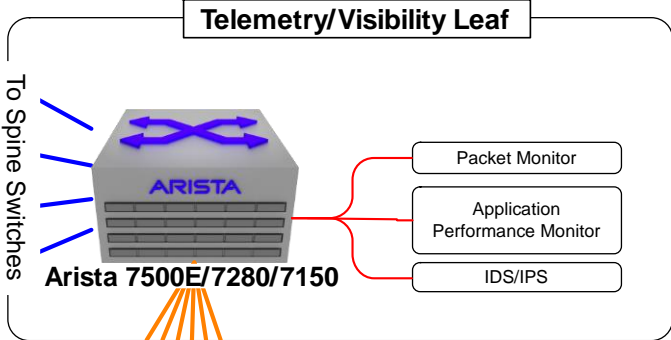 Telemetry/Visibility Leaf
To Spine Switches
ARISTA
Arista 7500E/7280/7150
Packet Monitor
Application
Performance Monitor
IDS/IPS